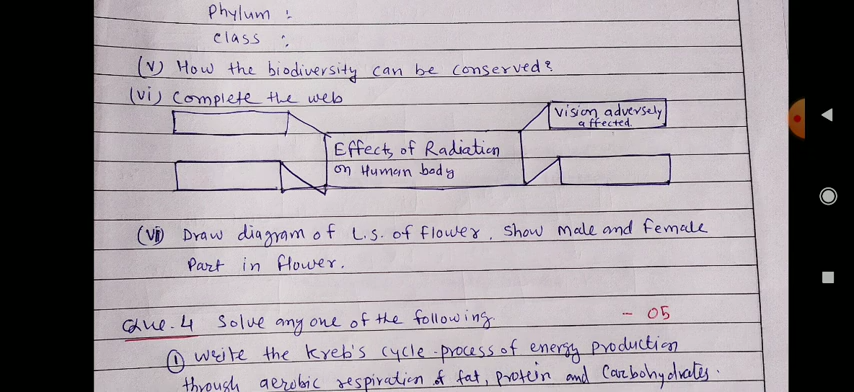 Phylum :
class :
(v) How the biodiversity can be conserved?
(vi) Complete the web
Vision adversely
affected.
Effects of Radiation
on Human body
(vii) Draw diagram of L.S. of flower. Show male and female
Part in flower.
Que. 4 Solve any one of the following - 05
① Write the Kreb's cycle-process of energy production
through aerobic respiration of fat, protein and Carbohydrates.